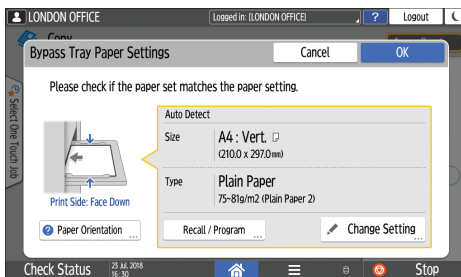 LONDON OFFICE
Logged in: [LONDON OFFICE]
?
Logout
Copy
Bypass Tray Paper Settings
Cancel
OK
Please check if the paper set matches the paper setting.
Select One Touch Job
Auto Detect
Size
A4 : Vert.
(210.0 x 297.0mm)
Type
Plain Paper
75-81g/m2 (Plain Paper 2)
Print Side: Face Down
? Paper Orientation ...
Recall / Program ...
Change Setting ...
Check Status
23 Jul. 2018
16:30
Stop